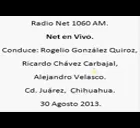 Radio Net 1060 AM.
Net en Vivo.
Conduce: Rogelio González Quiroz,
Ricardo Chávez Carbajal,
Alejandro Velasco.
Cd. Juárez, Chihuahua.
30 Agosto 2013.